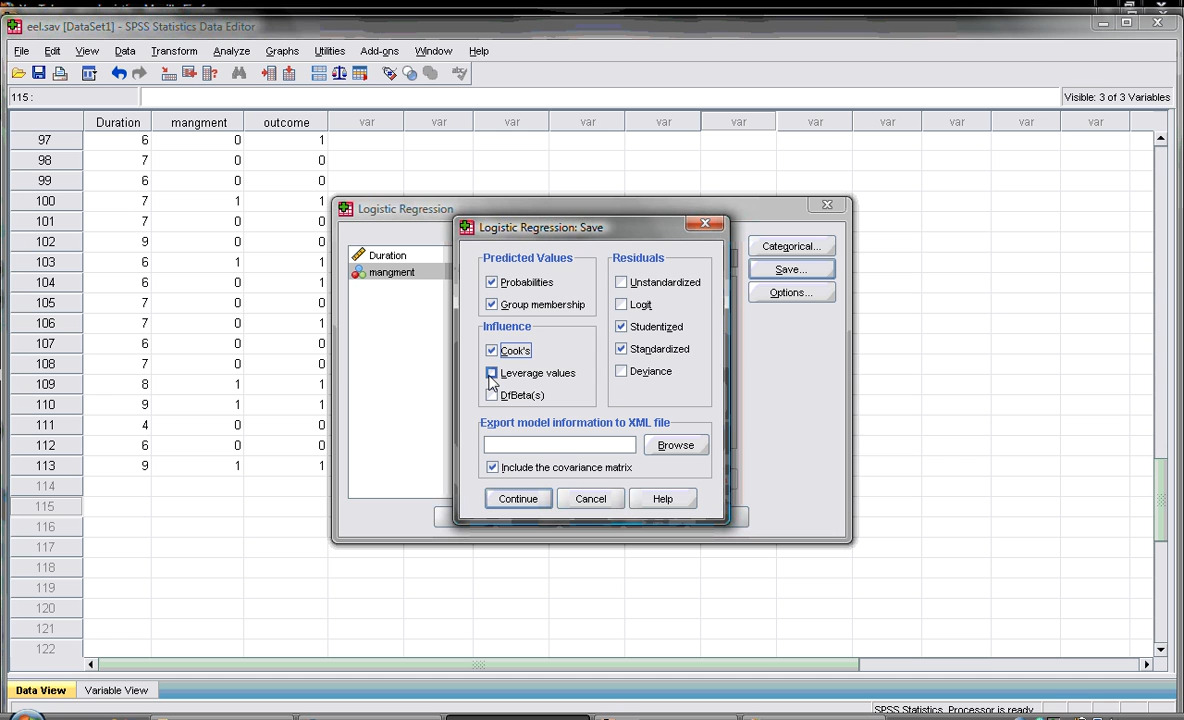 eel.sav [DataSet1] - SPSS Statistics Data Editor
File Edit View Data Transform Analyze Graphs Utilities Add-ons Window Help
115 : Visible: 3 of 3 Variables
Duration mangment outcome var var var var var var var var var var var
97 6 0 1
98 7 0 0
99 6 0 0
100 7 1 1
101 7 0 0
102 9 0 0
103 6 1 1
104 6 0 1
105 7 0 0
106 7 0 1
107 6 0 0
108 7 0 0
109 8 1 1
110 9 1 1
111 4 0 0
112 6 0 0
113 9 1 1
114
115
116
117
118
119
120
121
122
Logistic Regression
Duration
mangment
Categorical...
Save...
Options...
Logistic Regression: Save
Predicted Values
Probabilities
Group membership
Influence
Cook's
Leverage values
DfBeta(s)
Residuals
Unstandardized
Logit
Studentized
Standardized
Deviance
Export model information to XML file
Browse
Include the covariance matrix
Continue Cancel Help
Data View Variable View
SPSS Statistics Processor is ready